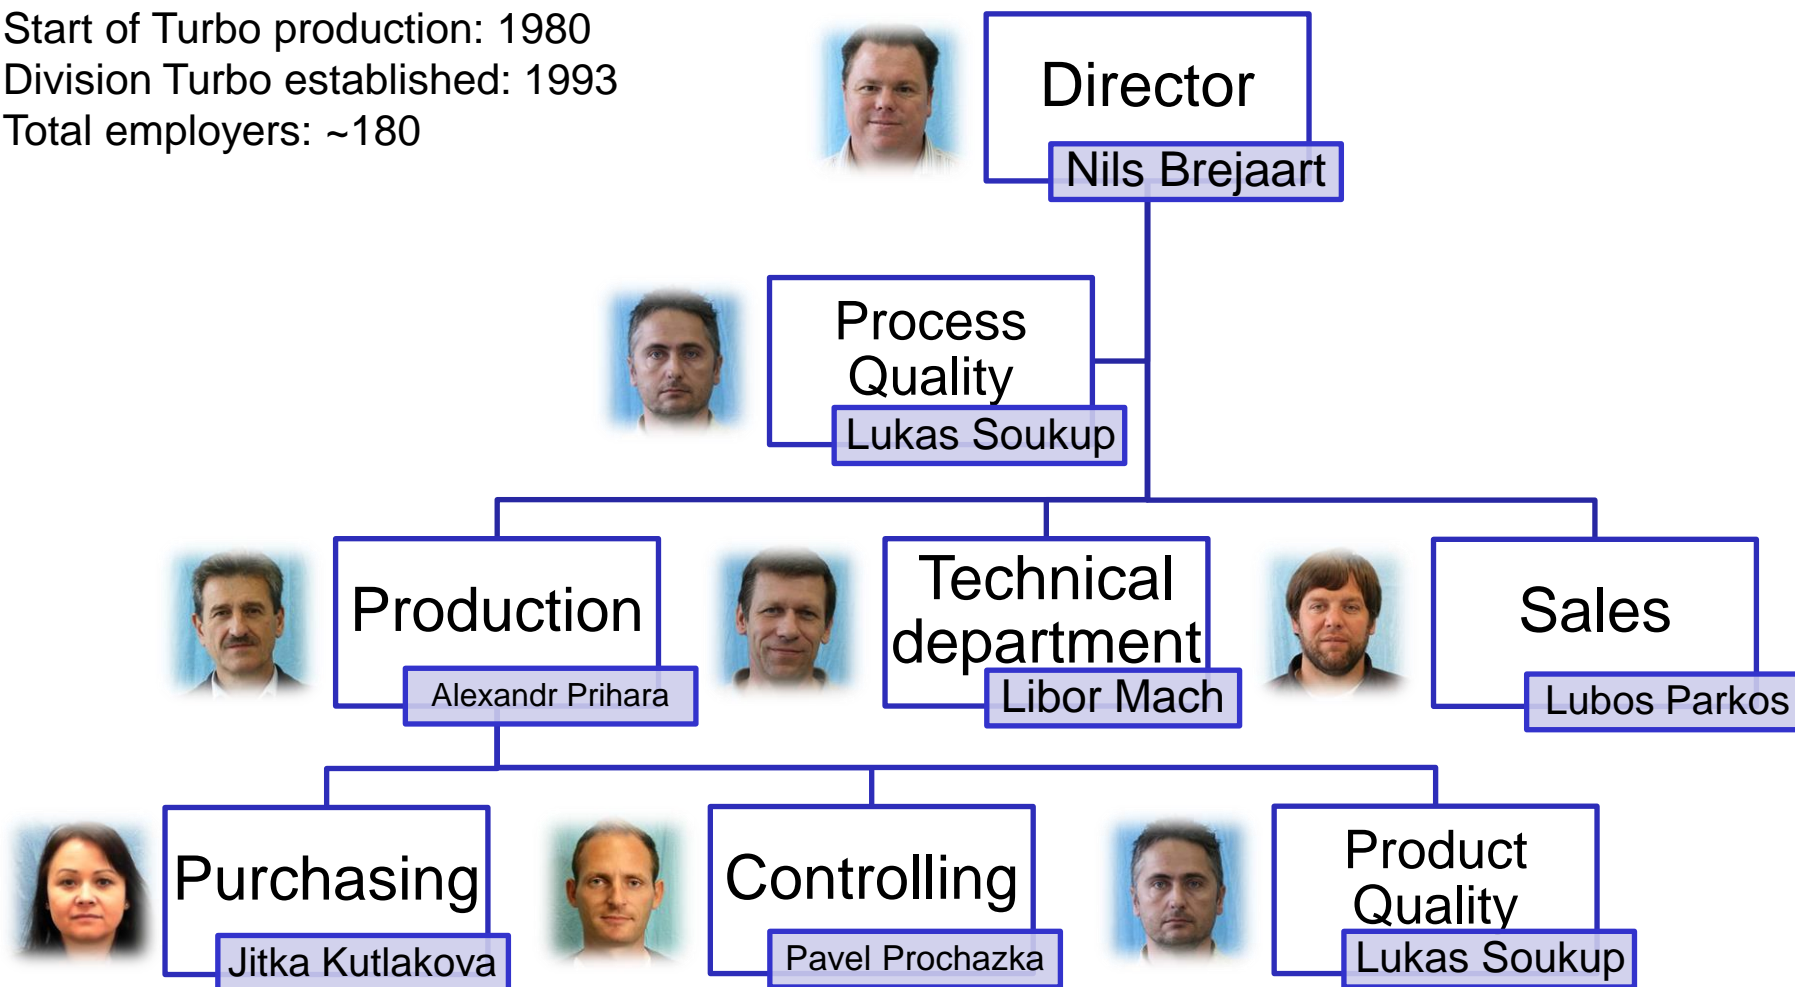 Start of Turbo production: 1980
Division Turbo established: 1993
Total employers: ~180
Director
Nils Brejaart
Process
Quality
Lukas Soukup
Production
Alexandr Prihara
Technical
department
Libor Mach
Sales
Lubos Parkos
Purchasing
Jitka Kutlakova
Controlling
Pavel Prochazka
Product
Quality
Lukas Soukup